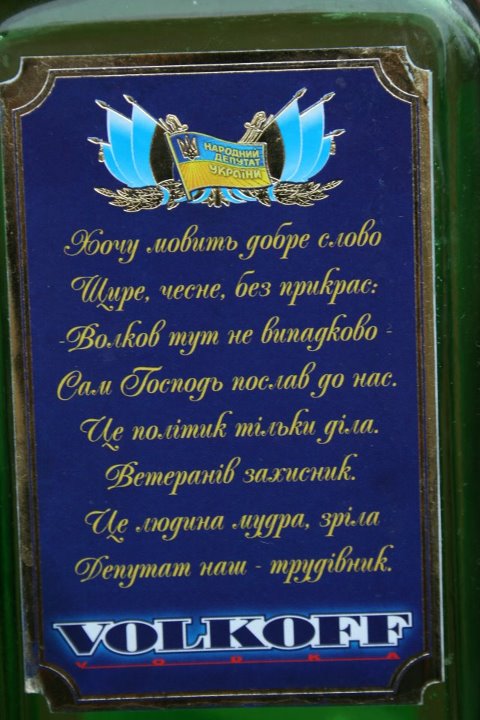 НАРОДНИЙ
ДЕПУТАТ
УКРАЇНИ
Хочу мовить добре слово
Щире, чесне, без прикрас:
-Волков тут не випадково -
Сам Господь послав до нас.
Це політик тільки діла.
Ветеранів захисник.
Це людина мудра, зріла
Депутат наш - трудівник.
VOLKOFF
VODKA